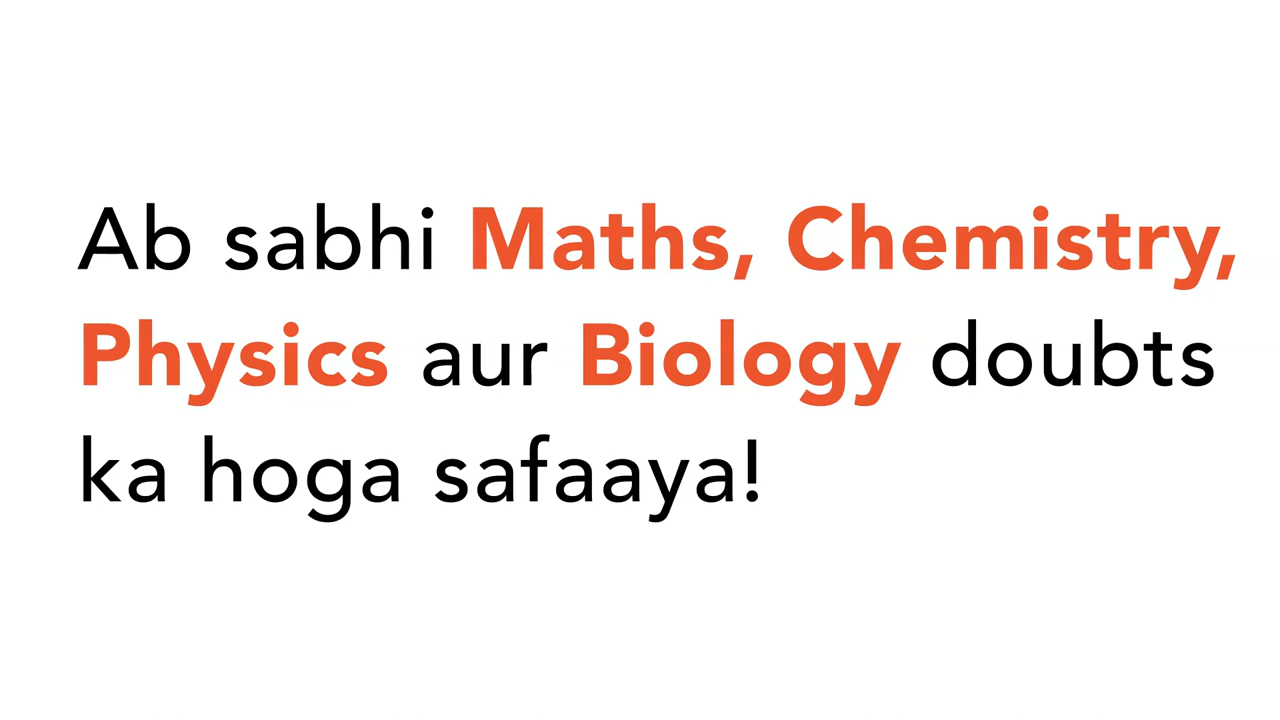 Ab sabhi Maths, Chemistry,
Physics aur Biology doubts
ka hoga safaaya!